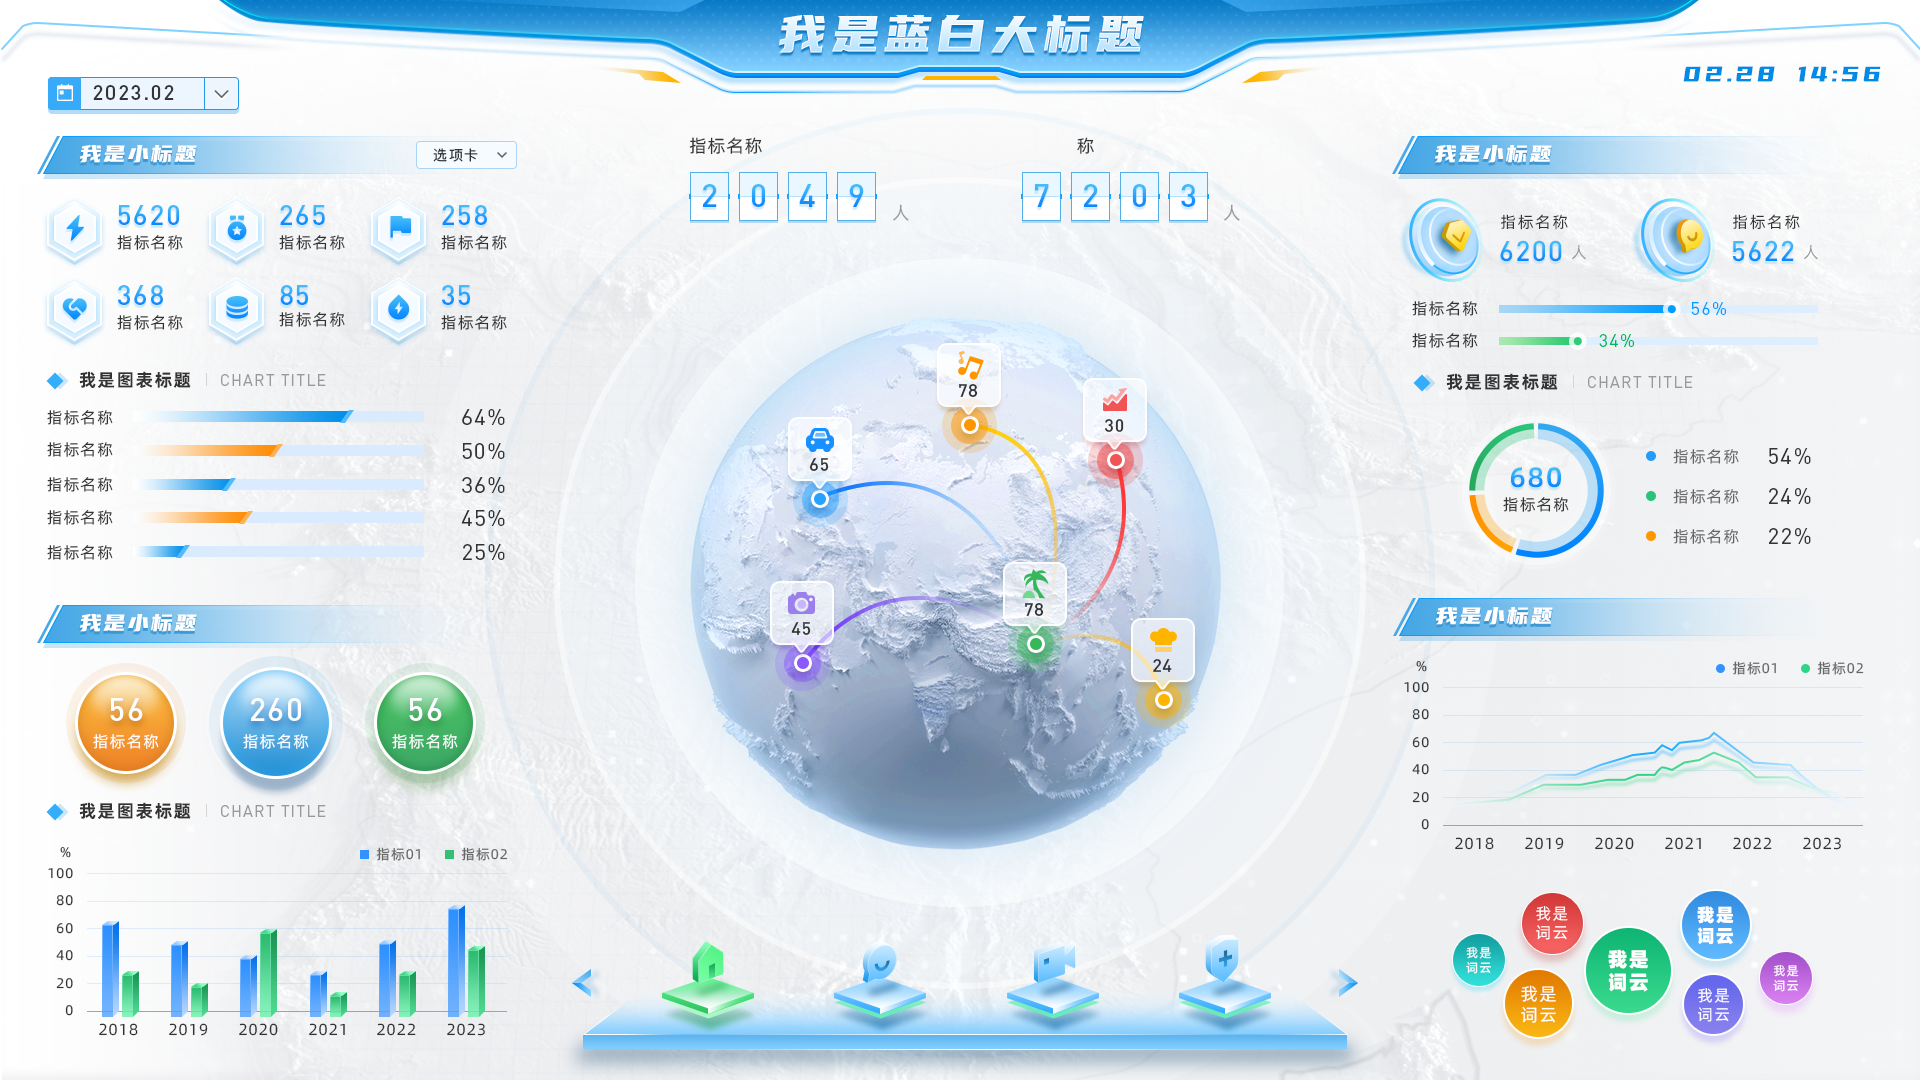 我是蓝白大标题
02.28 14:56
2023.02
我是小标题
选项卡
5620
指标名称
265
指标名称
258
指标名称
368
指标名称
85
指标名称
35
指标名称
我是图表标题 CHART TITLE
指标名称 64%
指标名称 50%
指标名称 36%
指标名称 45%
指标名称 25%
我是小标题
56
指标名称
260
指标名称
56
指标名称
我是图表标题 CHART TITLE
%
指标01 指标02
100
80
60
40
20
0
2018 2019 2020 2021 2022 2023
指标名称
2049 人
称
7203 人
78
30
65
78
45
24
我是小标题
指标名称
6200 人
指标名称
5622 人
指标名称 56%
指标名称 34%
我是图表标题 CHART TITLE
680
指标名称
指标名称 54%
指标名称 24%
指标名称 22%
我是小标题
%
指标01 指标02
100
80
60
40
20
0
2018 2019 2020 2021 2022 2023
我是
词云
我是
词云
我是
词云
我是
词云
我是
词云
我是
词云
我是
词云